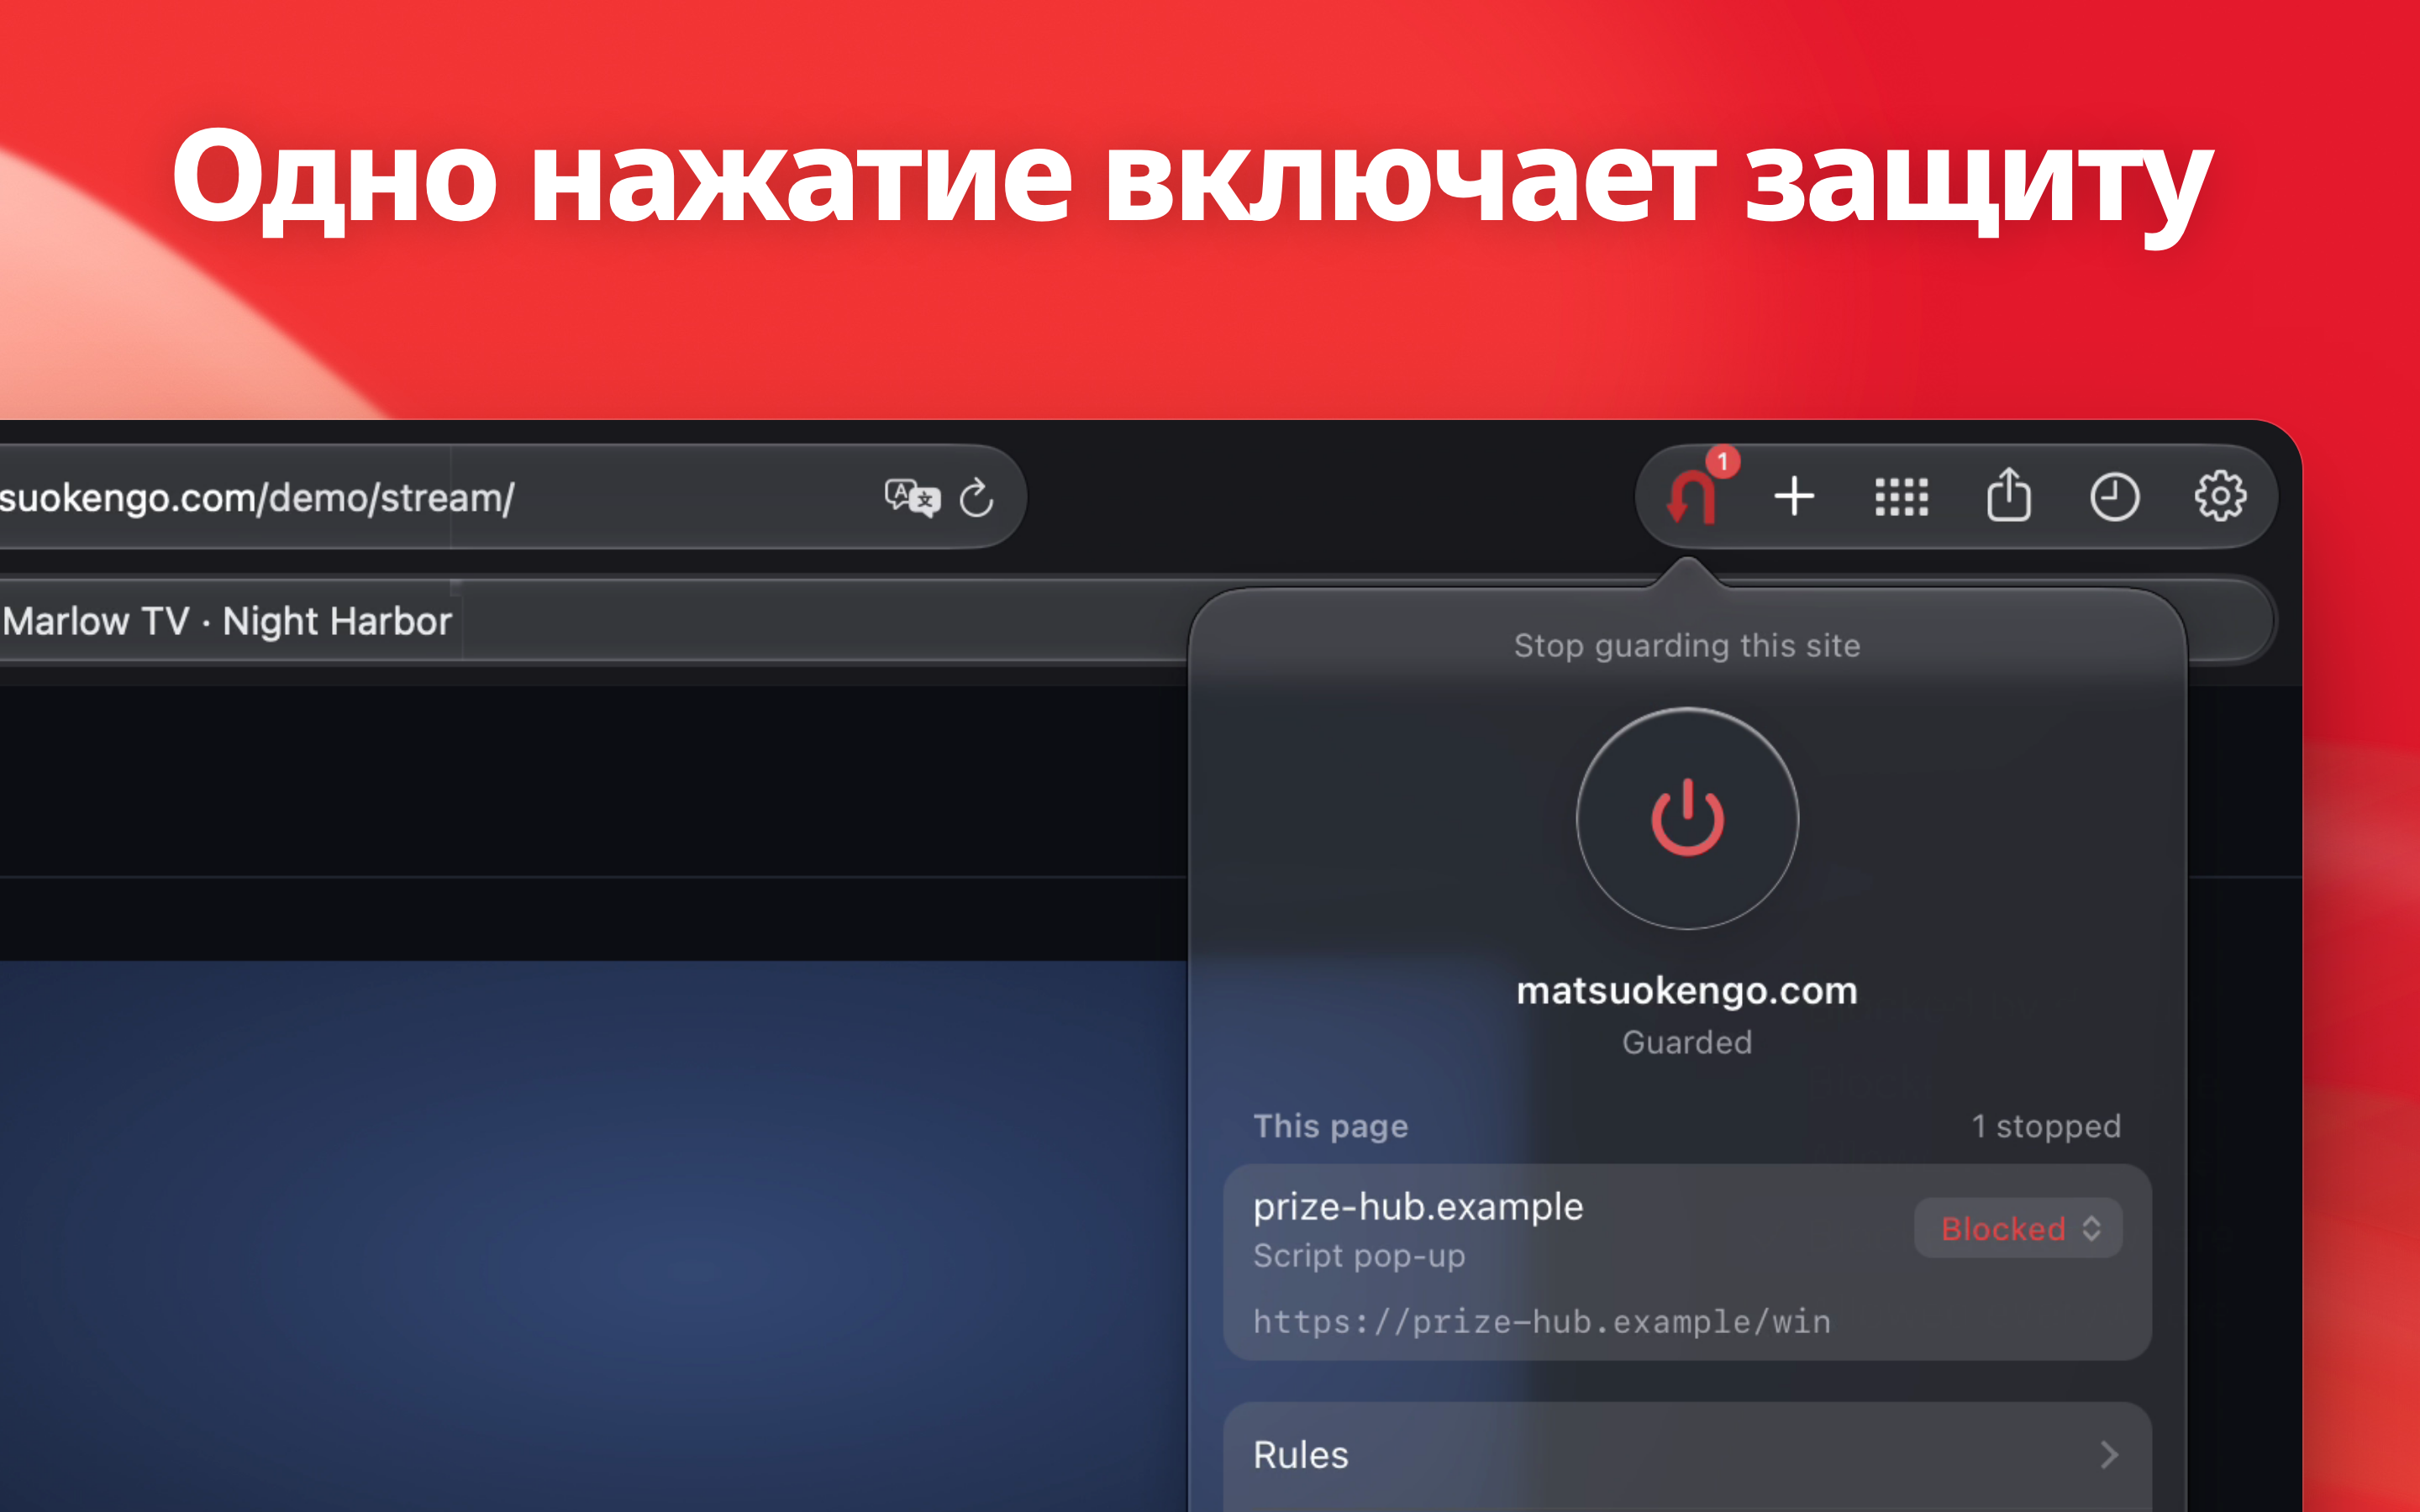 Одно нажатие включает защиту
suokengo.com/demo/stream/
1
Marlow TV · Night Harbor
Stop guarding this site
matsuokengo.com
Guarded
This page
1 stopped
prize-hub.example
Blocked
Script pop-up
https://prize-hub.example/win
Rules